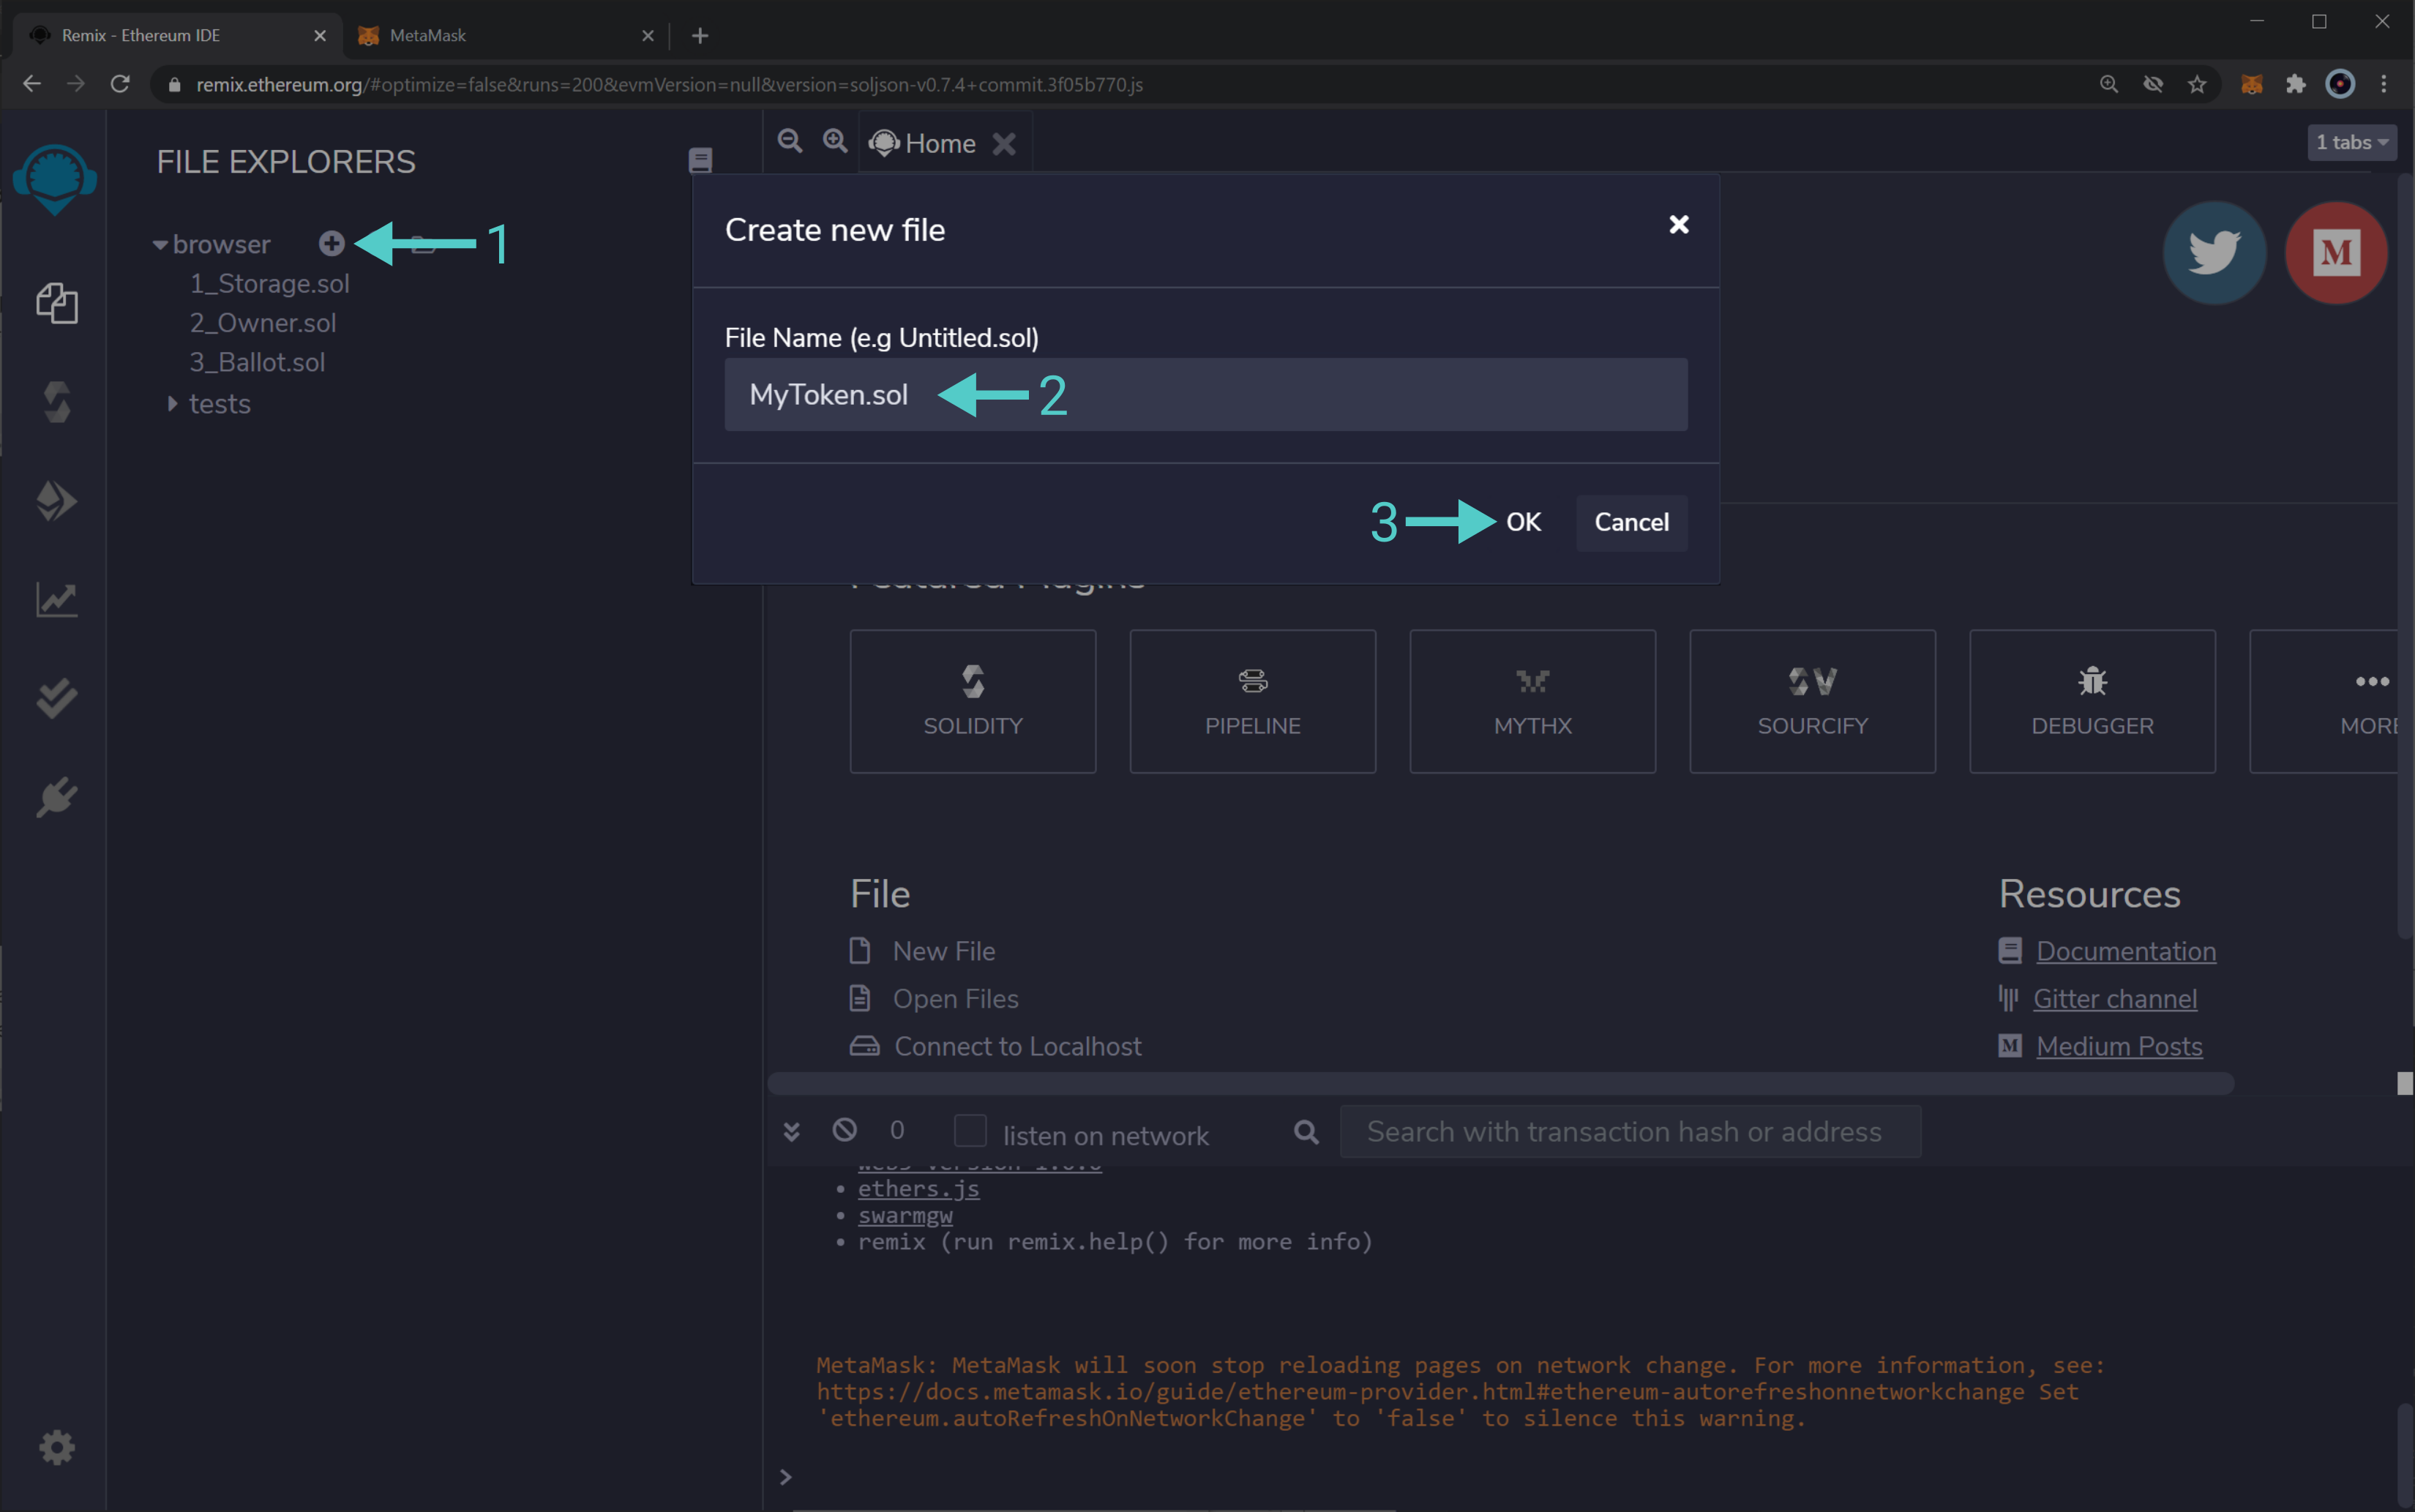 Remix - Ethereum IDE
MetaMask
remix.ethereum.org/#optimize=false&runs=200&evmVersion=null&version=soljson-v0.7.4+commit.3f05b770.js
FILE EXPLORERS
browser
1
1_Storage.sol
2_Owner.sol
3_Ballot.sol
tests
Home
1 tabs
Create new file
File Name (e.g Untitled.sol)
MyToken.sol
2
3
OK
Cancel
M
Featured Plugins
SOLIDITY
PIPELINE
MYTHX
SOURCIFY
DEBUGGER
MORE
File
New File
Open Files
Connect to Localhost
Resources
Documentation
Gitter channel
M Medium Posts
0
listen on network
Search with transaction hash or address
• ethers.js
• swarmgw
• remix (run remix.help() for more info)
MetaMask: MetaMask will soon stop reloading pages on network change. For more information, see:
https://docs.metamask.io/guide/ethereum-provider.html#ethereum-autorefreshonnetworkchange Set
'ethereum.autoRefreshOnNetworkChange' to 'false' to silence this warning.
>